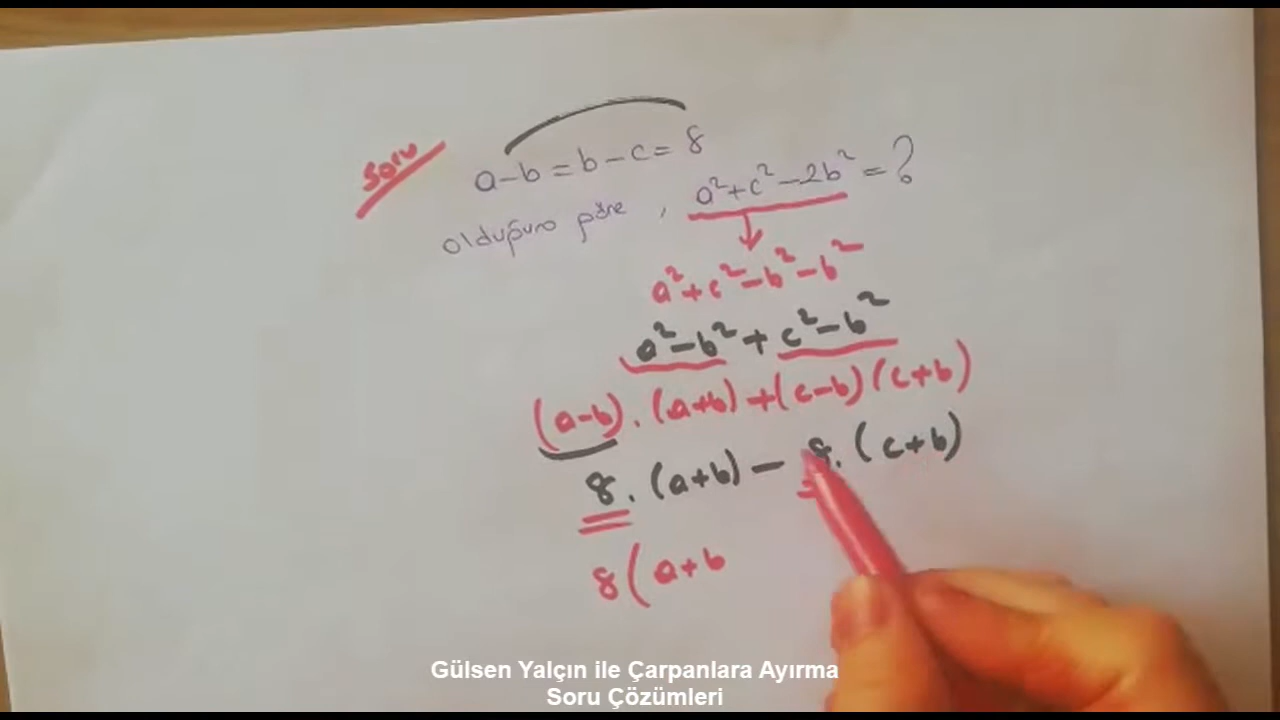 Soru
a-b=b-c=8
olduğuna göre, a²+c²-2b²=?
a²+c²-b²-b²
a²-b²+c²-b²
(a-b).(a+b)+(c-b)(c+b)
8.(a+b)-8.(c+b)
8(a+b
Gülsen Yalçın ile Çarpanlara Ayırma
Soru Çözümleri